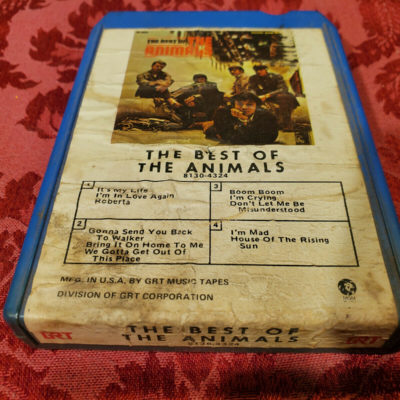 THE BEST OF
THE
ANIMALS
THE BEST OF
THE ANIMALS
8130-4324
1
It's My Life
I'm In Love Again
Roberta
2
Gonna Send You Back
To Walker
Bring It On Home To Me
We Gotta Get Out Of
This Place
3
Boom Boom
I'm Crying
Don't Let Me Be
Misunderstood
4
I'm Mad
House Of The Rising
Sun
MFG. IN U.S.A. BY GRT MUSIC TAPES
DIVISION OF GRT CORPORATION
GRT
THE BEST OF
THE ANIMALS
8130-4324
GRT